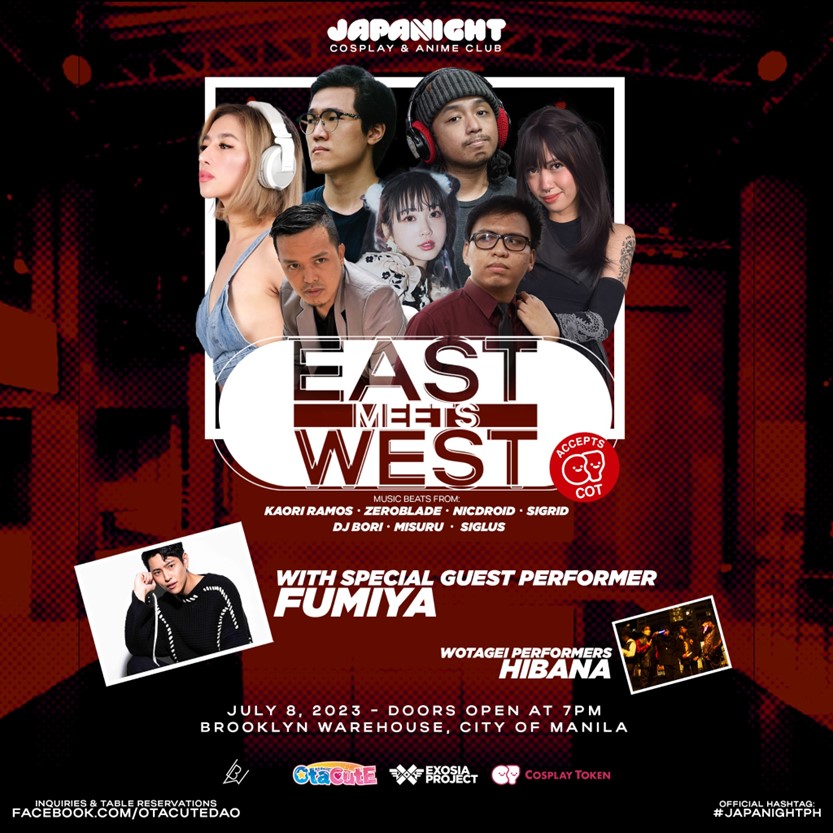 JAPANIGHT
COSPLAY & ANIME CLUB
EAST
MEETS
WEST
ACCEPTS
COT
MUSIC BEATS FROM:
KAORI RAMOS · ZEROBLADE · NICDROID · SIGRID
DJ BORI · MISURU · SIGLUS
WITH SPECIAL GUEST PERFORMER
FUMIYA
WOTAGEI PERFORMERS
HIBANA
JULY 8, 2023 - DOORS OPEN AT 7PM
BROOKLYN WAREHOUSE, CITY OF MANILA
OtaCutE
EXOSIA
PROJECT
COSPLAY TOKEN
INQUIRIES & TABLE RESERVATIONS
FACEBOOK.COM/OTACUTEDAO
OFFICIAL HASHTAG:
#JAPANIGHTPH